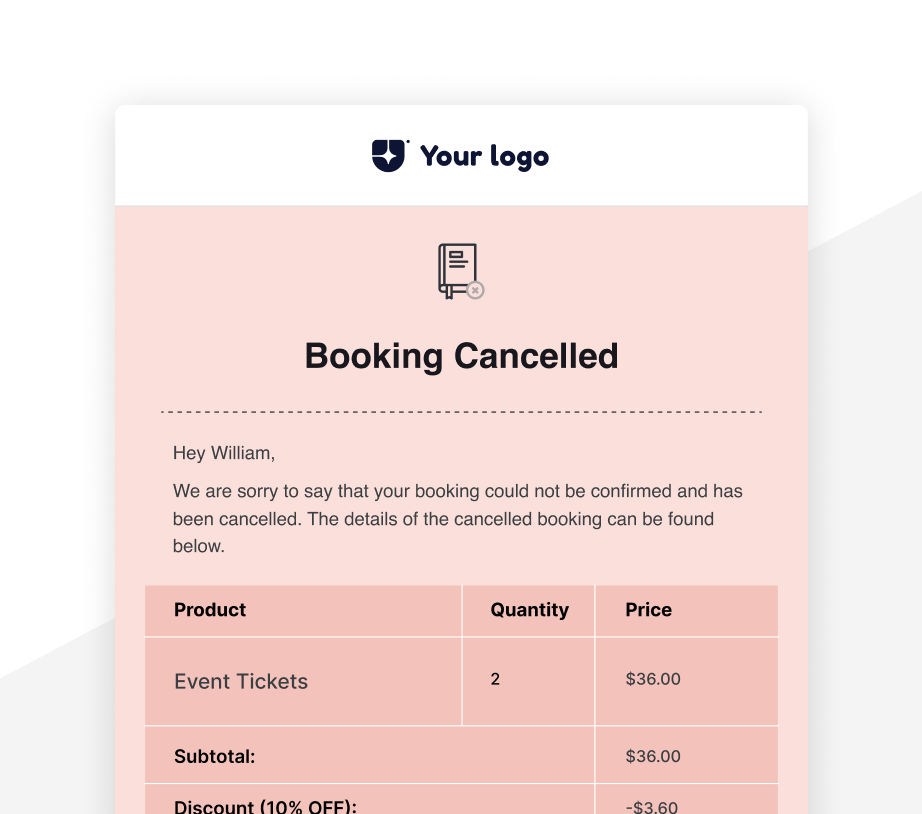 Your logo
Booking Cancelled
Hey William,
We are sorry to say that your booking could not be confirmed and has
been cancelled. The details of the cancelled booking can be found
below.
Product Quantity Price
Event Tickets 2 $36.00
Subtotal: $36.00
Discount (10% OFF): -$3.60